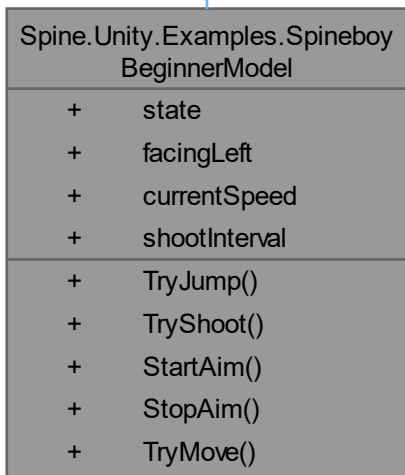 Spine.Unity.Examples.Spineboy
BeginnerModel
+ state
+ facingLeft
+ currentSpeed
+ shootInterval
+ TryJump()
+ TryShoot()
+ StartAim()
+ StopAim()
+ TryMove()